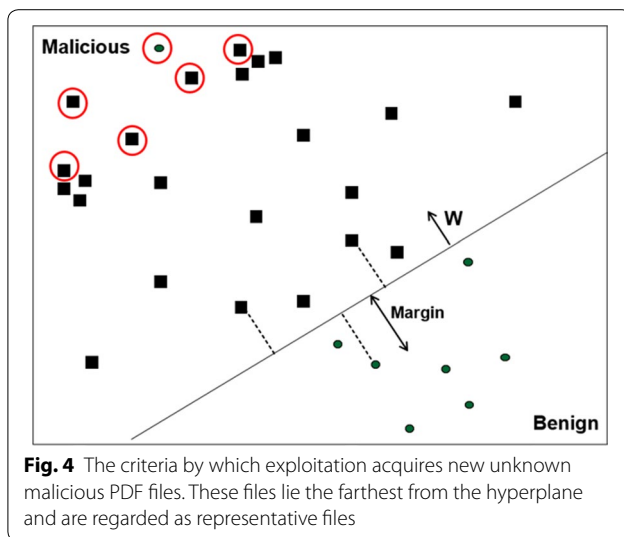 Malicious
W
Margin
Benign
Fig. 4 The criteria by which exploitation acquires new unknown
malicious PDF files. These files lie the farthest from the hyperplane
and are regarded as representative files